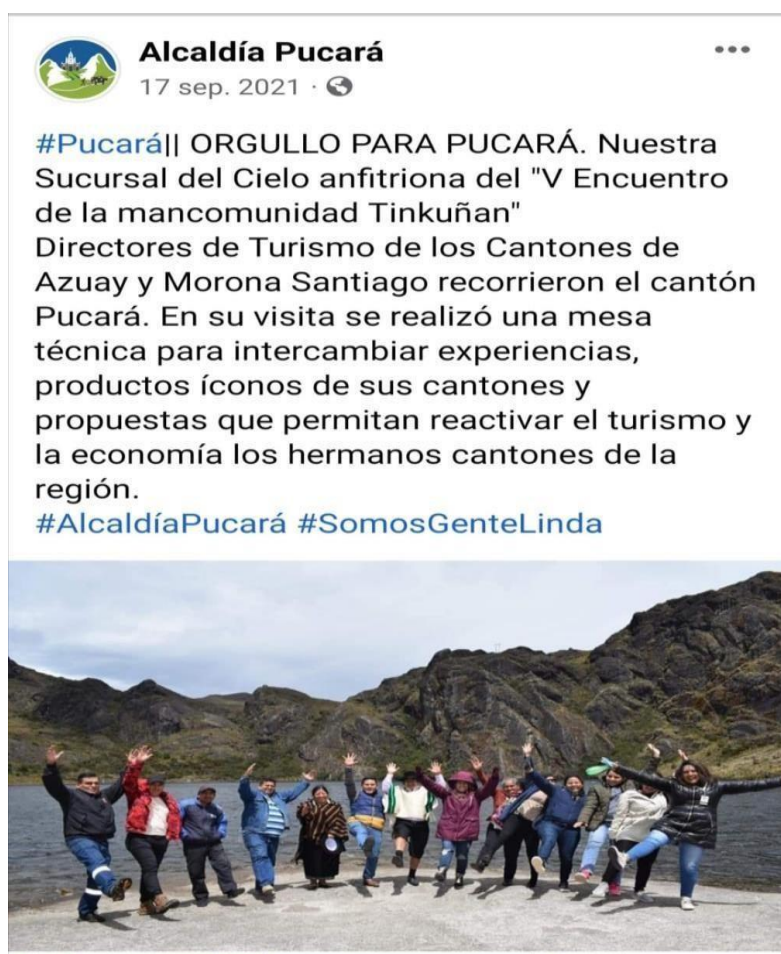 Alcaldía Pucará
17 sep. 2021 ·
#Pucará|| ORGULLO PARA PUCARÁ. Nuestra
Sucursal del Cielo anfitriona del "V Encuentro
de la mancomunidad Tinkuñan"
Directores de Turismo de los Cantones de
Azuay y Morona Santiago recorrieron el cantón
Pucará. En su visita se realizó una mesa
técnica para intercambiar experiencias,
productos íconos de sus cantones y
propuestas que permitan reactivar el turismo y
la economía los hermanos cantones de la
región.
#AlcaldíaPucará #SomosGenteLinda